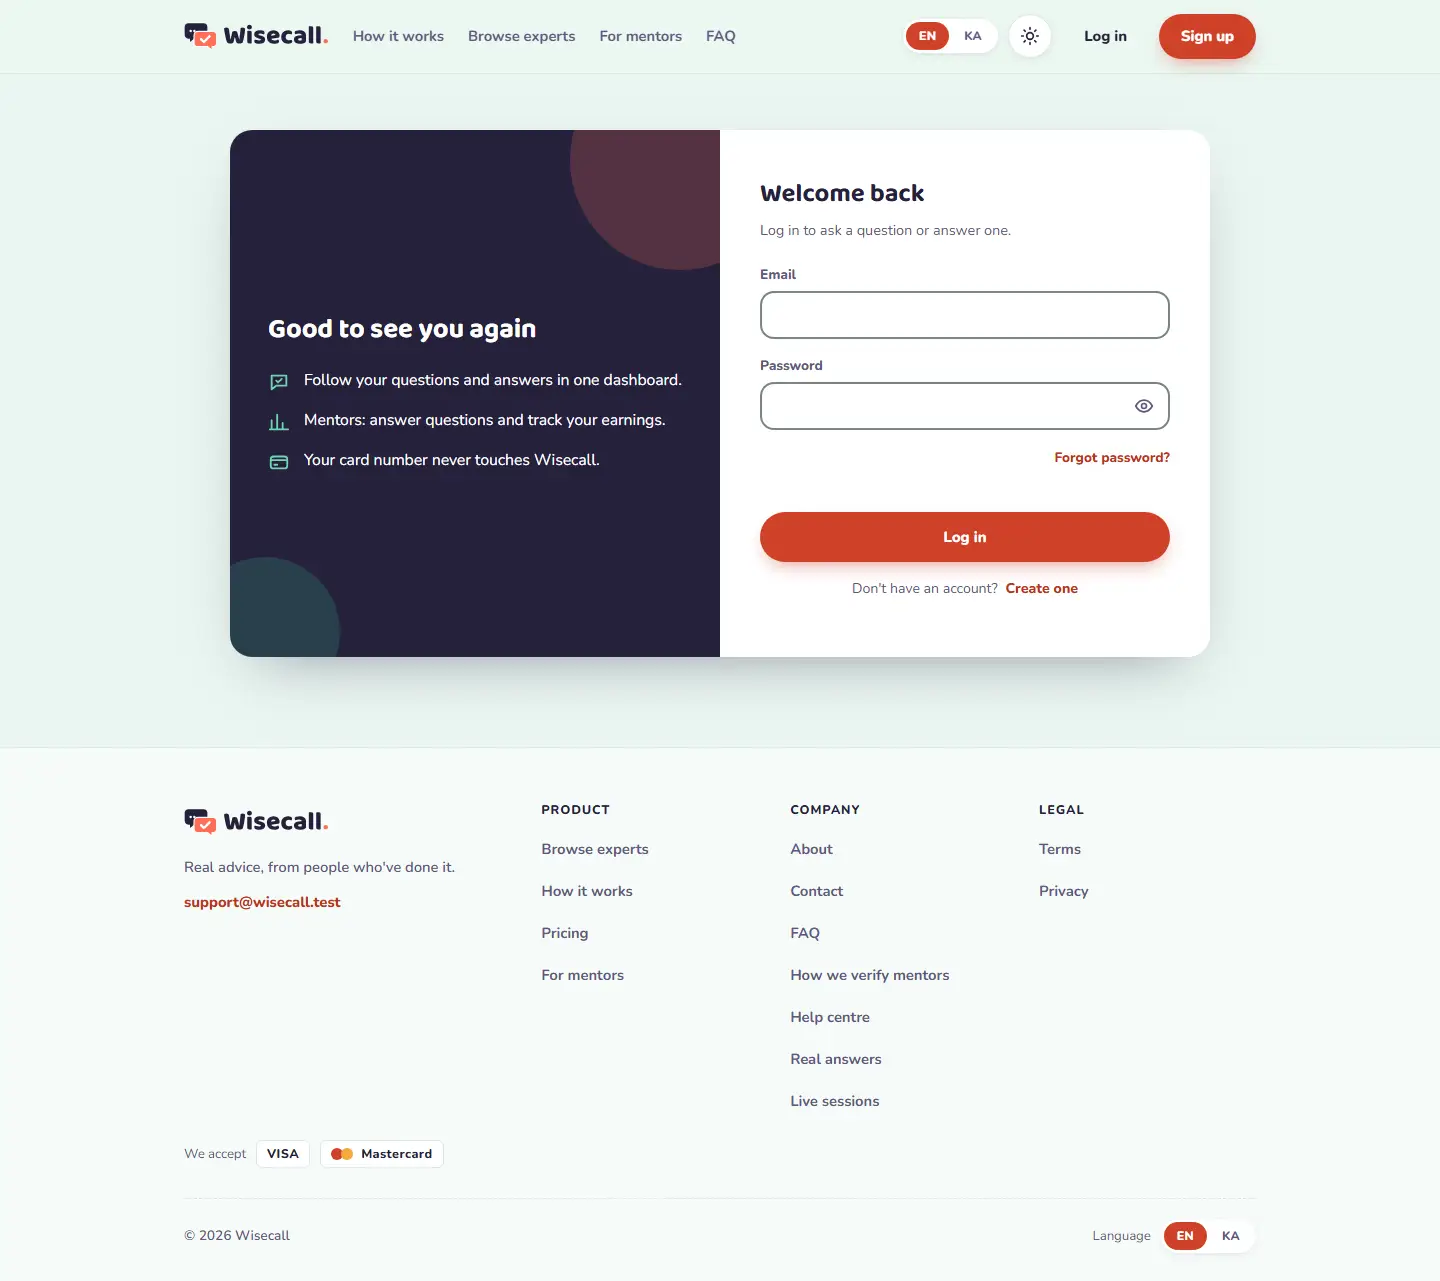 Wisecall.
How it works
Browse experts
For mentors
FAQ
EN
KA
Log in
Sign up
Good to see you again
Follow your questions and answers in one dashboard.
Mentors: answer questions and track your earnings.
Your card number never touches Wisecall.
Welcome back
Log in to ask a question or answer one.
Email
Password
Forgot password?
Log in
Don't have an account? Create one
Wisecall.
Real advice, from people who've done it.
support@wisecall.test
PRODUCT
Browse experts
How it works
Pricing
For mentors
COMPANY
About
Contact
FAQ
How we verify mentors
Help centre
Real answers
Live sessions
LEGAL
Terms
Privacy
We accept
VISA
Mastercard
© 2026 Wisecall
Language
EN
KA